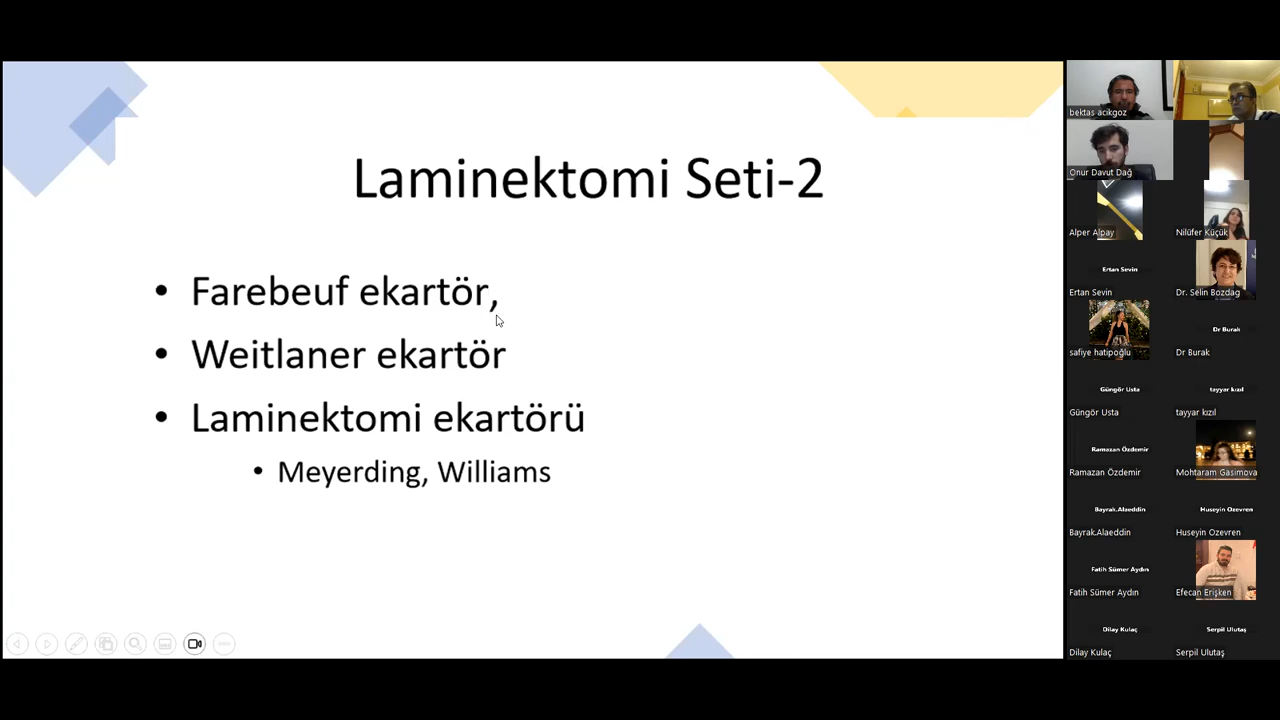 Laminektomi Seti-2
• Farebeuf ekartör,
• Weitlaner ekartör
• Laminektomi ekartörü
• Meyerding, Williams
bektas acikgoz
Onur Davut Dağ
Alper Alpay
Nilüfer Küçük
Ertan Sevin
Ertan Sevin
Dr. Selin Bozdag
safiye hatipoğlu
Dr Burak
Dr Burak
Güngör Usta
Güngör Usta
tayyar kızıl
tayyar kızıl
Ramazan Özdemir
Ramazan Özdemir
Mohtaram Gasimova
Bayrak.Alaeddin
Bayrak.Alaeddin
Huseyin Ozevren
Huseyin Ozevren
Fatih Sümer Aydın
Fatih Sümer Aydın
Efecan Erişken
Dilay Kulaç
Dilay Kulaç
Serpil Ulutaş
Serpil Ulutaş